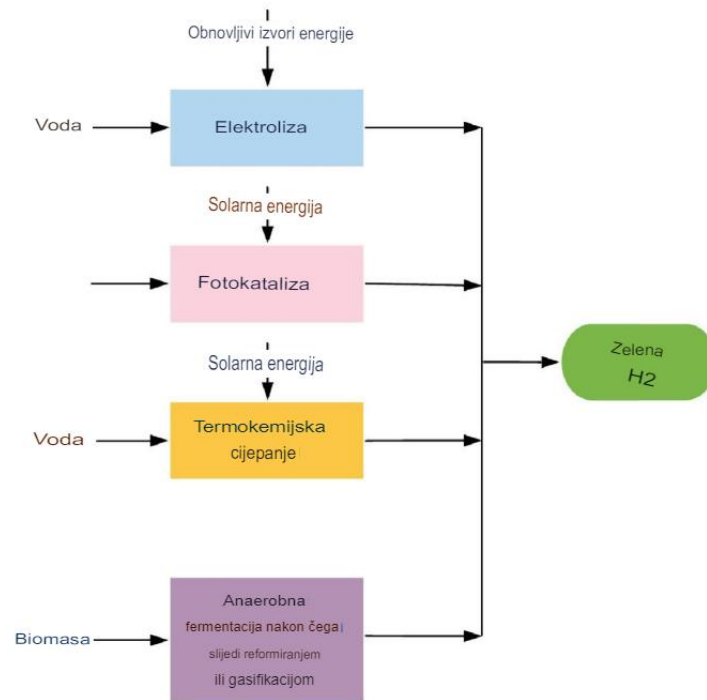 Obnovljivi izvori energije
Voda
Elektroliza
Solarna energija
Fotokataliza
Zelena
H2
Solarna energija
Voda
Termokemijska
cijepanje
Biomasa
Anaerobna
fermentacija nakon čega
slijedi reformiranjem
ili gasifikacijom